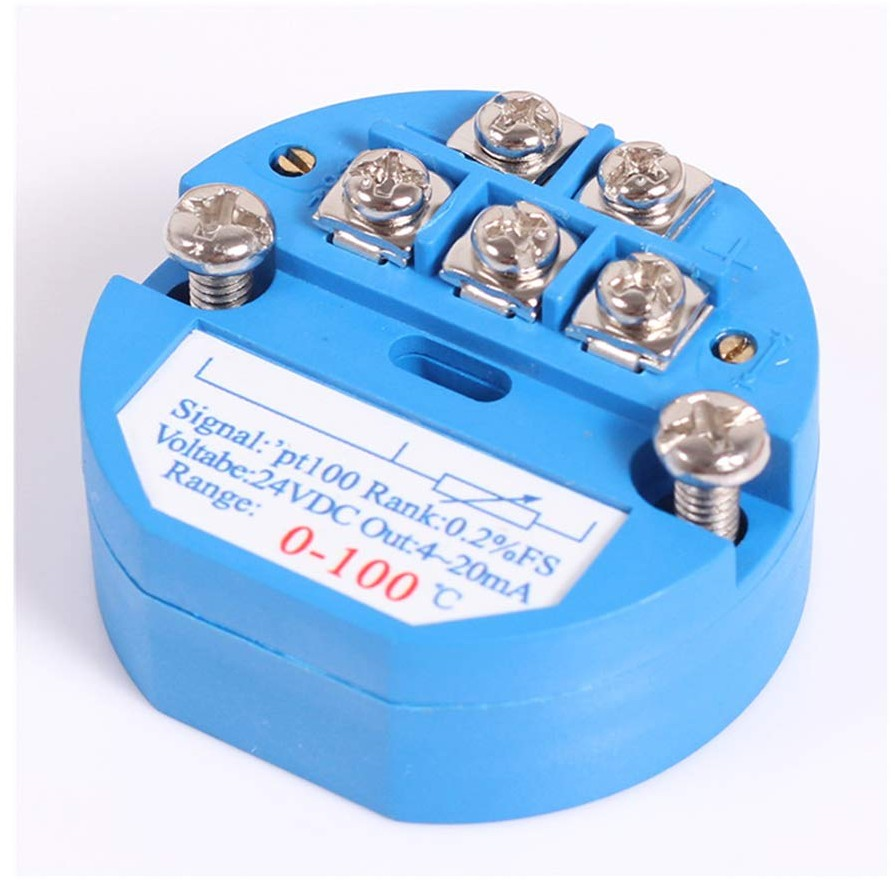 +
Signal:'pt100 Rank:0.2%FS
Voltabe:24VDC Out:4~20mA
Range: 0-100 ℃